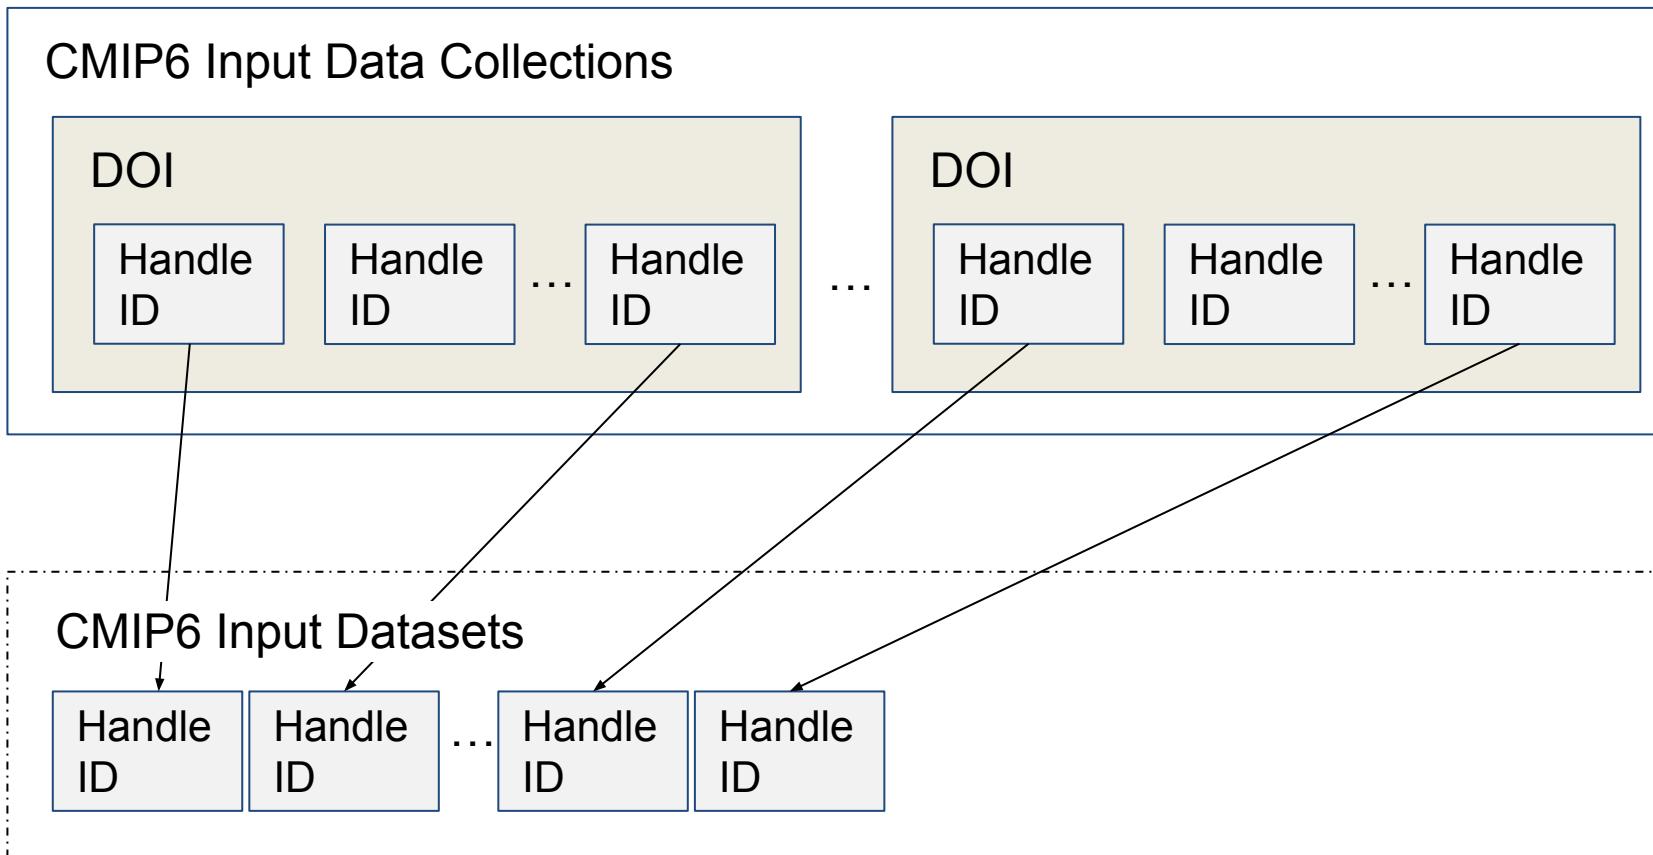 CMIP6 Input Data Collections
DOI
Handle
ID
Handle
ID
...
Handle
ID
...
DOI
Handle
ID
Handle
ID
...
Handle
ID
CMIP6 Input Datasets
Handle
ID
Handle
ID
...
Handle
ID
Handle
ID